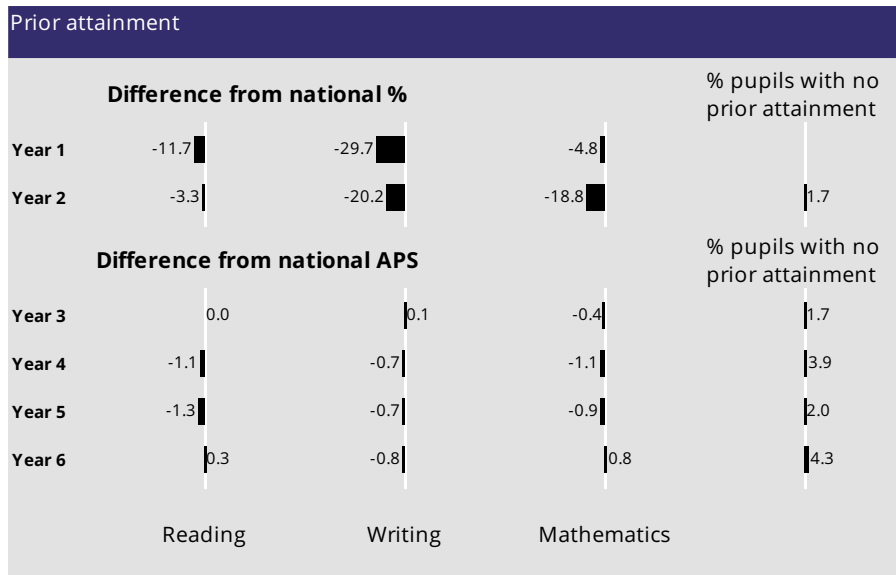 Prior attainment
Difference from national %
% pupils with no
prior attainment
Year 1 -11.7 -29.7 -4.8
Year 2 -3.3 -20.2 -18.8 1.7
Difference from national APS
% pupils with no
prior attainment
Year 3 0.0 0.1 -0.4 1.7
Year 4 -1.1 -0.7 -1.1 3.9
Year 5 -1.3 -0.7 -0.9 2.0
Year 6 0.3 -0.8 0.8 4.3
Reading Writing Mathematics